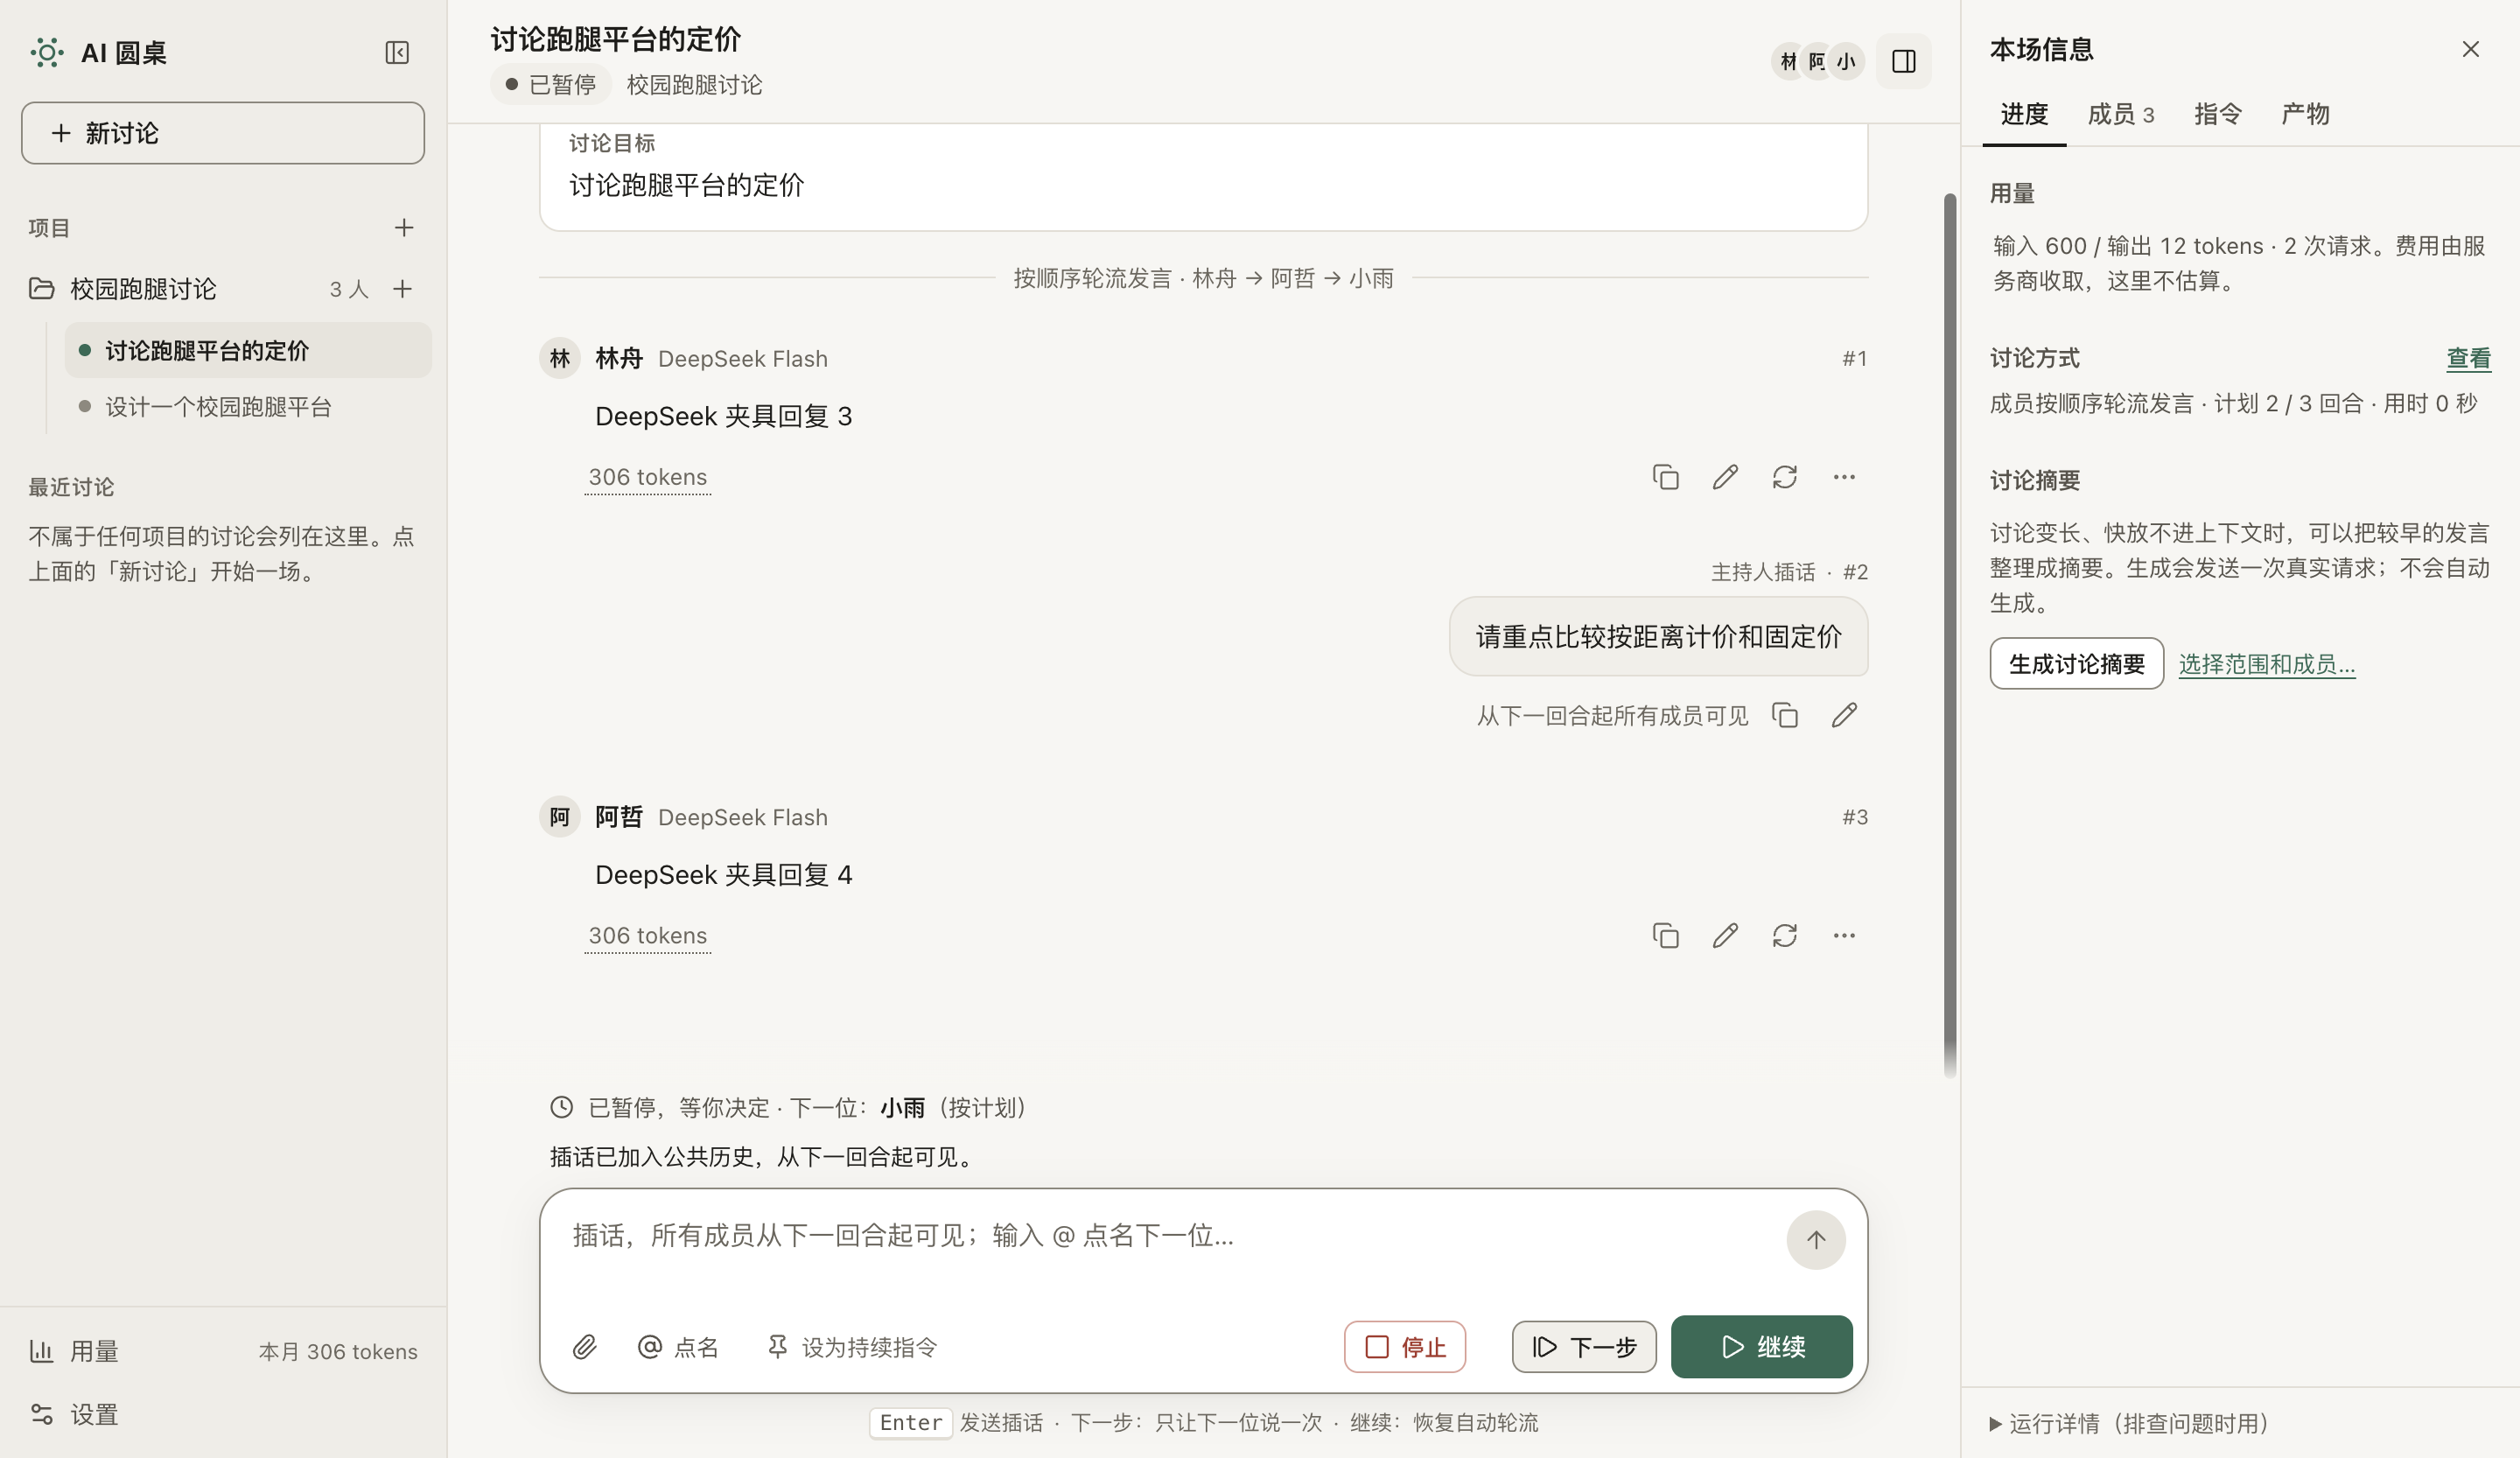 AI 圆桌
新讨论
项目
校园跑腿讨论 3 人
讨论跑腿平台的定价
设计一个校园跑腿平台
最近讨论
不属于任何项目的讨论会列在这里。点
上面的「新讨论」开始一场。
用量 本月 306 tokens
设置
讨论跑腿平台的定价
已暂停 校园跑腿讨论
林 阿 小
讨论目标
讨论跑腿平台的定价
按顺序轮流发言 · 林舟 → 阿哲 → 小雨
林 林舟 DeepSeek Flash #1
DeepSeek 夹具回复 3
306 tokens
主持人插话 · #2
请重点比较按距离计价和固定价
从下一回合起所有成员可见
阿 阿哲 DeepSeek Flash #3
DeepSeek 夹具回复 4
306 tokens
已暂停，等你决定 · 下一位：小雨（按计划）
插话已加入公共历史，从下一回合起可见。
插话，所有成员从下一回合起可见；输入 @ 点名下一位...
@ 点名 设为持续指令 停止 下一步 继续
Enter 发送插话 · 下一步：只让下一位说一次 · 继续：恢复自动轮流
本场信息
进度 成员 3 指令 产物
用量
输入 600 / 输出 12 tokens · 2 次请求。费用由服
务商收取，这里不估算。
讨论方式 查看
成员按顺序轮流发言 · 计划 2 / 3 回合 · 用时 0 秒
讨论摘要
讨论变长、快放不进上下文时，可以把较早的发言
整理成摘要。生成会发送一次真实请求；不会自动
生成。
生成讨论摘要 选择范围和成员...
运行详情（排查问题时用）